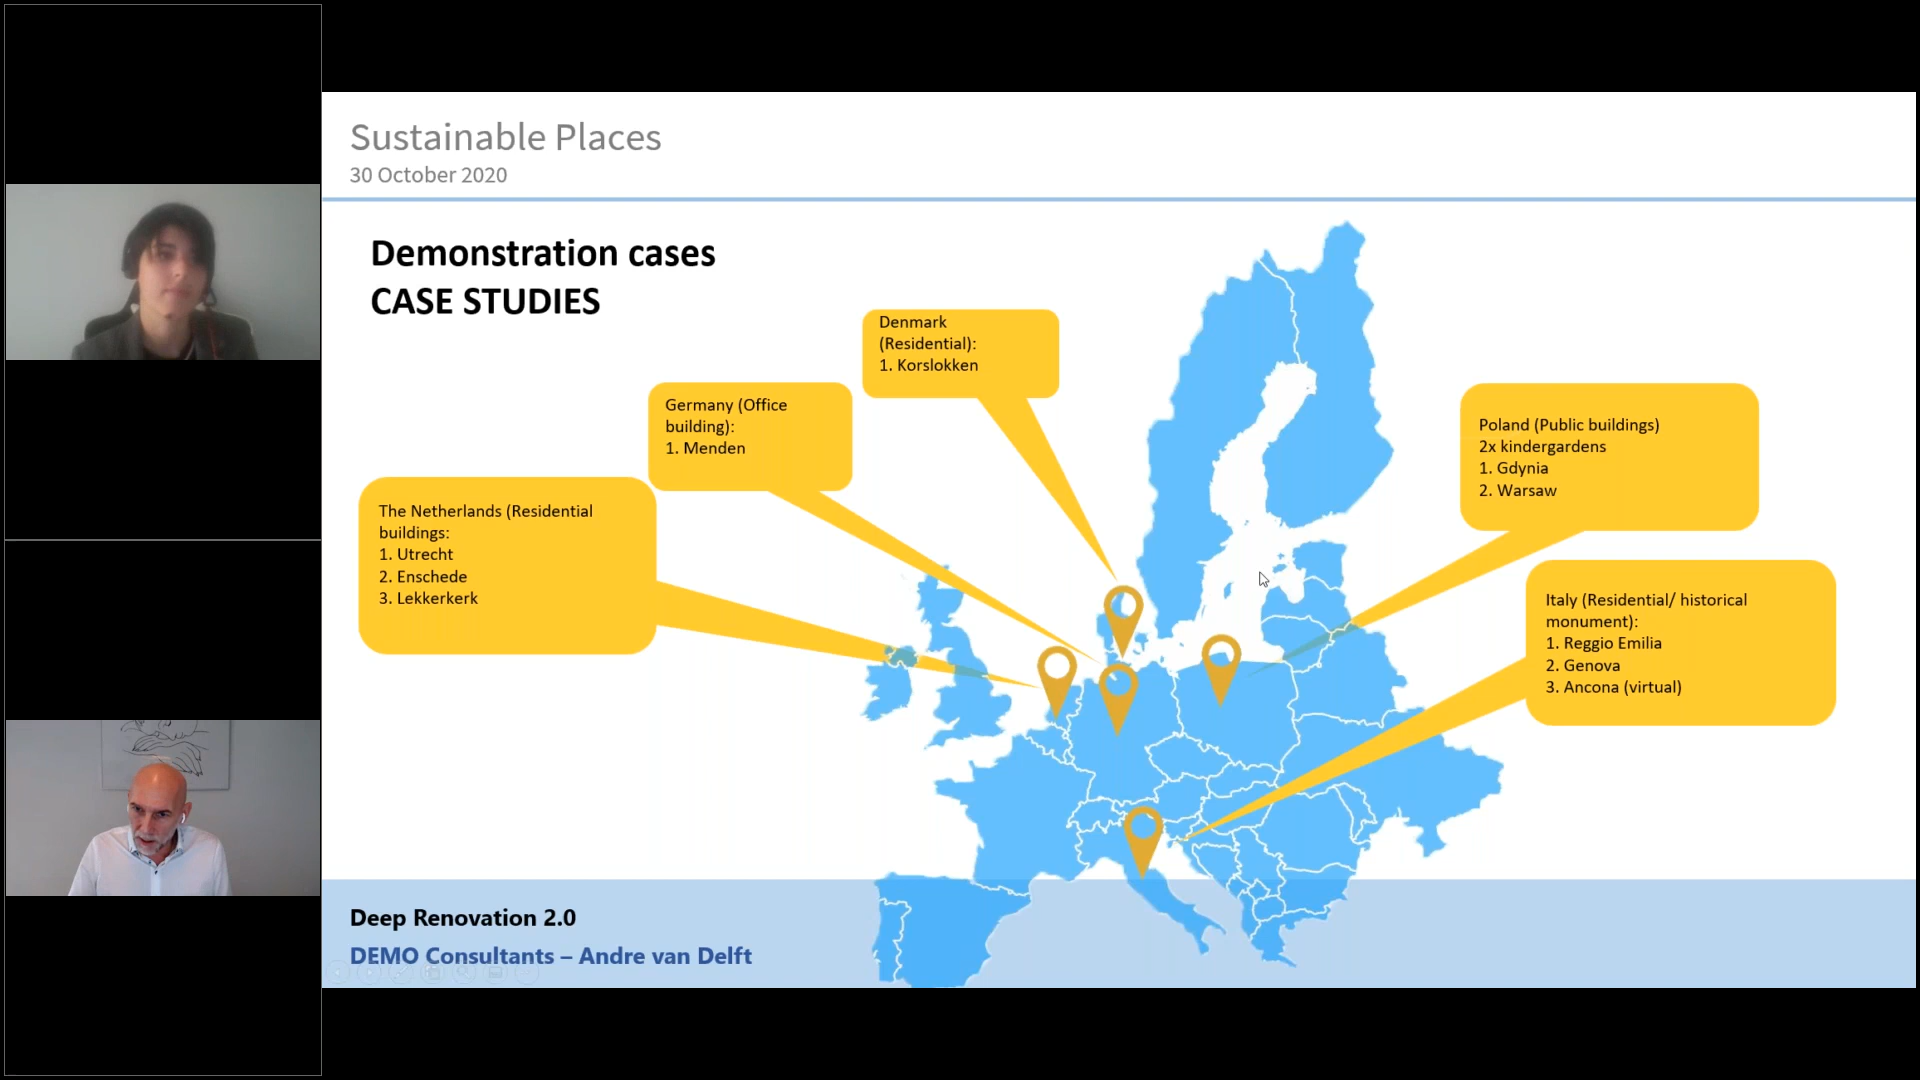 Sustainable Places
30 October 2020
Demonstration cases
CASE STUDIES
Denmark
(Residential):
1. Korslokken
Germany (Office
building):
1. Menden
The Netherlands (Residential
buildings:
1. Utrecht
2. Enschede
3. Lekkerkerk
Poland (Public buildings)
2x kindergardens
1. Gdynia
2. Warsaw
Italy (Residential/ historical
monument):
1. Reggio Emilia
2. Genova
3. Ancona (virtual)
Deep Renovation 2.0
DEMO Consultants – Andre van Delft